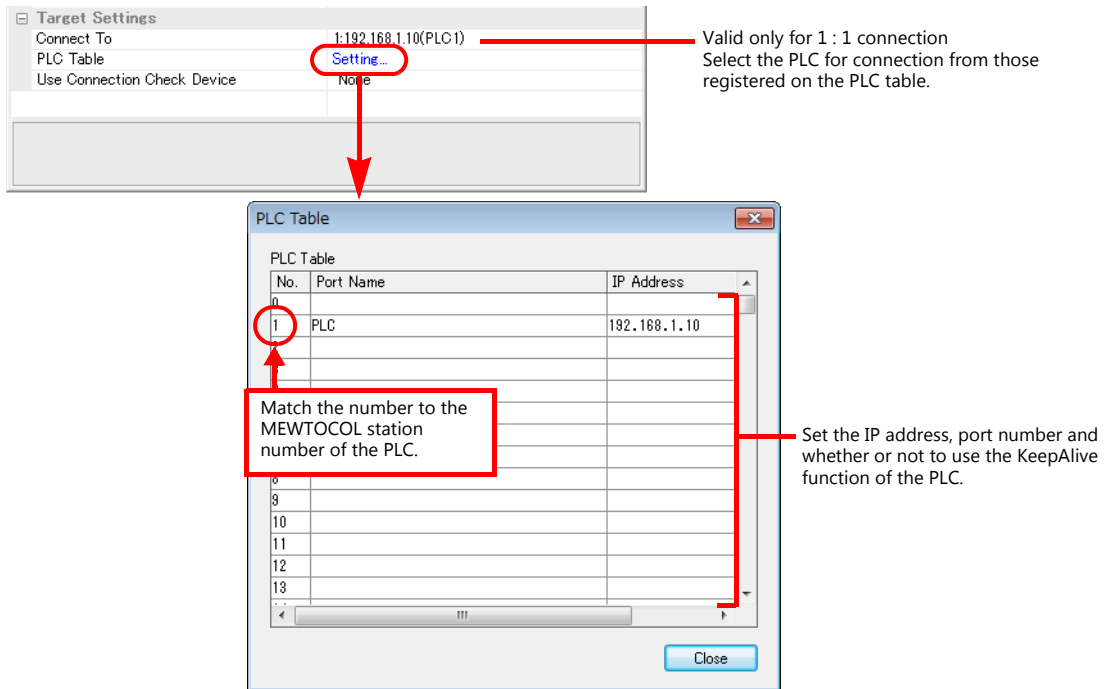 Target Settings
Connect To 1:192.168.1.10(PLC1)
PLC Table Setting...
Use Connection Check Device None
Valid only for 1 : 1 connection
Select the PLC for connection from those
registered on the PLC table.
PLC Table
PLC Table
No. Port Name IP Address
0
1 PLC 192.168.1.10
Match the number to the
MEWTOCOL station
number of the PLC.
8
9
10
11
12
13
Set the IP address, port number and
whether or not to use the KeepAlive
function of the PLC.
Close